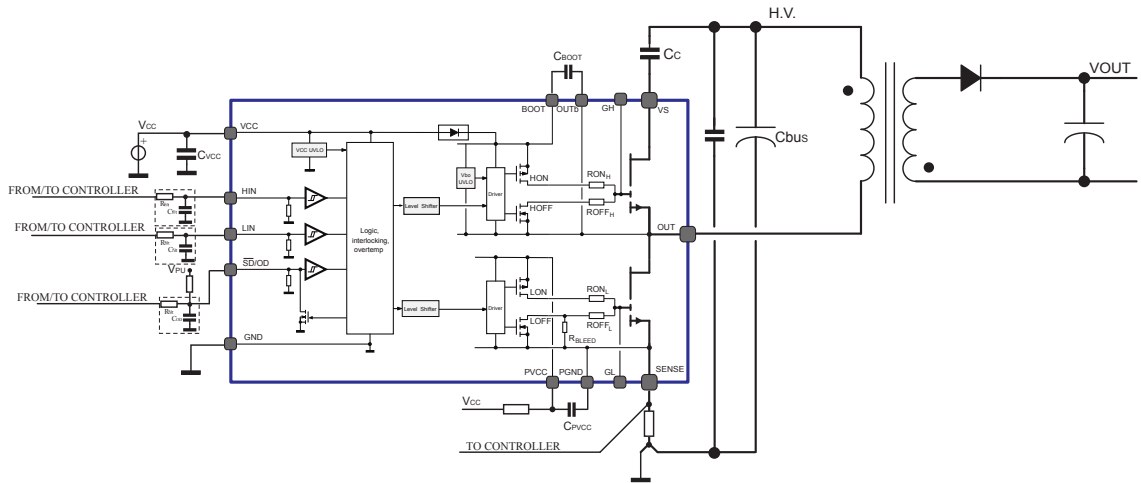 H.V.
CC
CBOOT
VOUT
BOOT
OUTb
GH
VS
VCC
VCC
CVCC
Cbus
VCC UVLO
Vbo UVLO
HON
RONH
FROM/TO CONTROLLER
HIN
Driver
Level Shifter
HOFF
ROFFH
FROM/TO CONTROLLER
LIN
Logic,
interlocking,
overtemp
OUT
VPU
SD/OD
FROM/TO CONTROLLER
LON
RONL
Level Shifter
Driver
LOFF
ROFFL
GND
RBLEED
PVCC
PGND
GL
SENSE
VCC
CPVCC
TO CONTROLLER